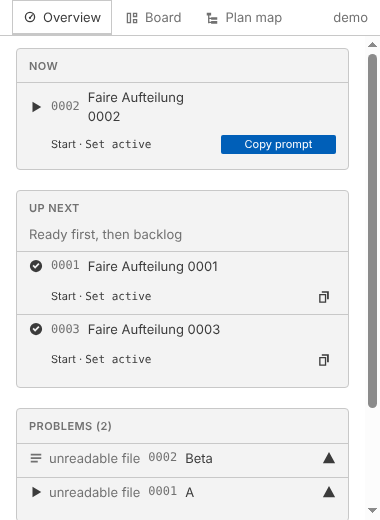 Overview Board Plan map demo
NOW
0002 Faire Aufteilung
0002
Start · Set active Copy prompt
UP NEXT
Ready first, then backlog
0001 Faire Aufteilung 0001
Start · Set active
0003 Faire Aufteilung 0003
Start · Set active
PROBLEMS (2)
unreadable file 0002 Beta
unreadable file 0001 A